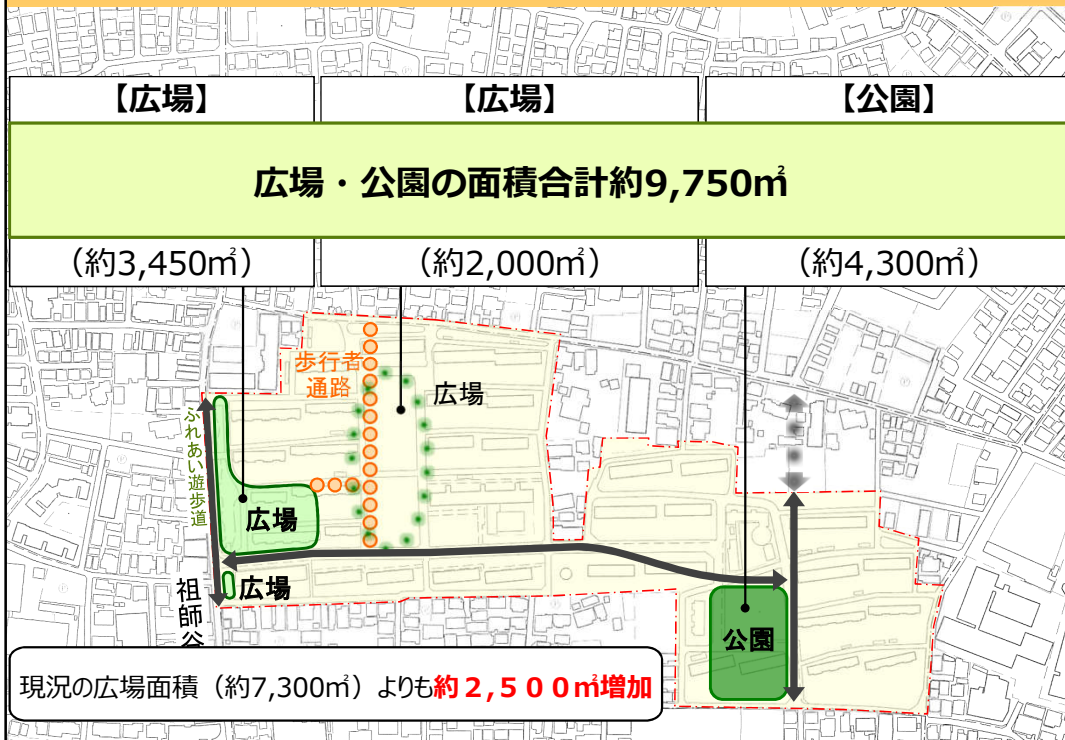 【広場】
【広場】
【公園】
広場・公園の面積合計約9,750㎡
(約3,450㎡)
(約2,000㎡)
(約4,300㎡)
歩行者
通路
広場
ふれあい遊歩道
広場
広場
祖師谷
公園
現況の広場面積（約7,300㎡）よりも約２,５００㎡増加